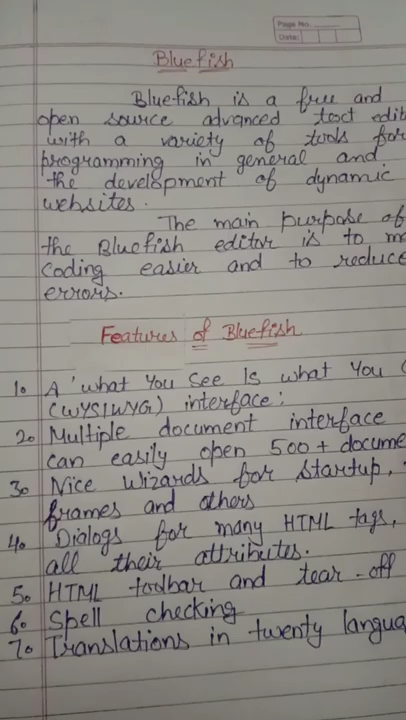 Page No.
Date:
Bluefish
Bluefish is a free and
open source advanced text edit
with a variety of tools for
programming in general and
the development of dynamic
websites.
The main purpose of
the Bluefish editor is to m
coding easier and to reduce
errors.
Features of Bluefish
1. A 'what You See Is what You
(WYSIWYG) interface:
2. Multiple document interface
can easily open 500+ docume
3. Nice Wizards for startup,
frames and others
4. Dialogs for many HTML tags,
all their attributes.
5. HTML toolbar and tear-off
6. Spell checking
7. Translations in twenty langua